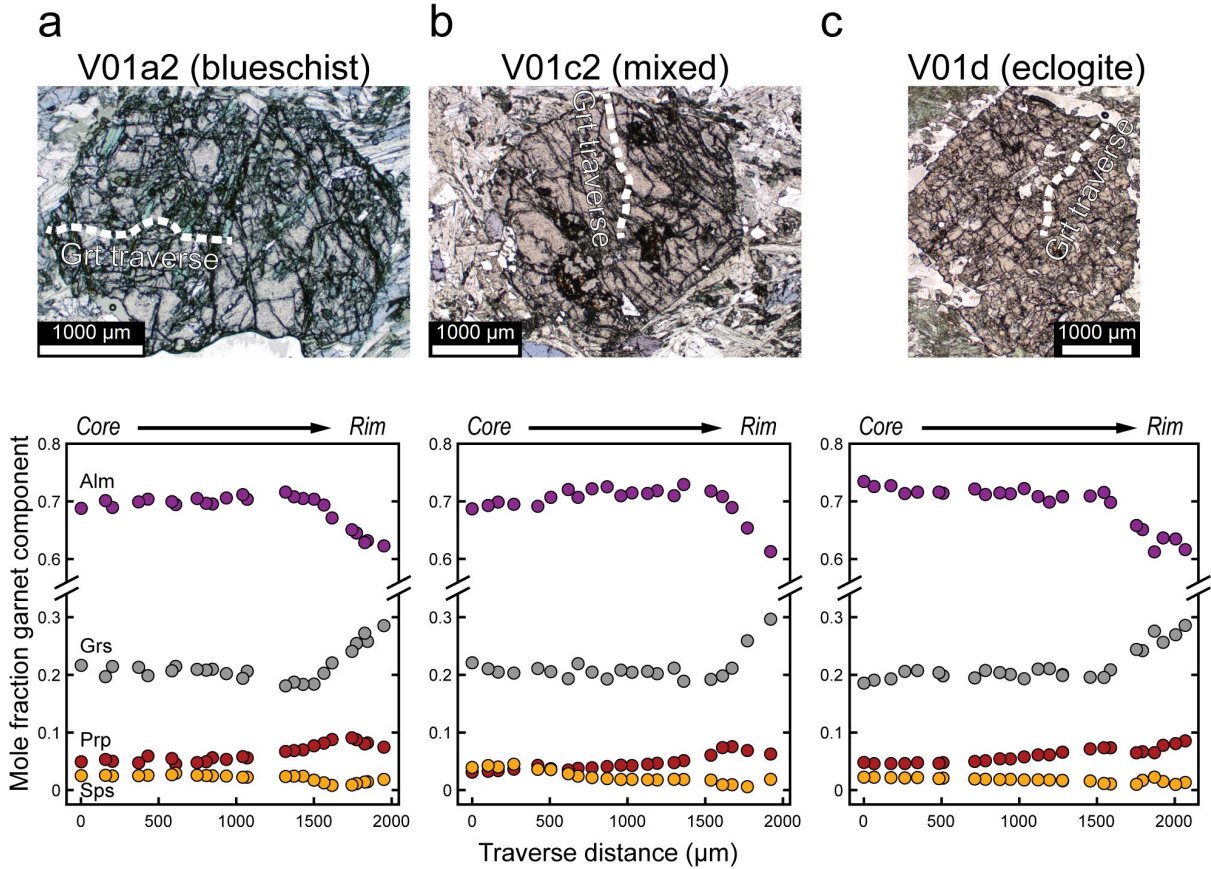 a
b
c
V01a2 (blueschist)
V01c2 (mixed)
V01d (eclogite)
Grt traverse
Grt traverse
Grt traverse
1000 µm
1000 µm
1000 µm
Core
Rim
Core
Rim
Core
Rim
Mole fraction garnet component
0.8
0.7
0.6
0.3
0.2
0.1
0
Alm
Grs
Prp
Sps
0.8
0.7
0.6
0.3
0.2
0.1
0
0.8
0.7
0.6
0.3
0.2
0.1
0
0 500 1000 1500 2000
0 500 1000 1500 2000
0 500 1000 1500 2000
Traverse distance (µm)